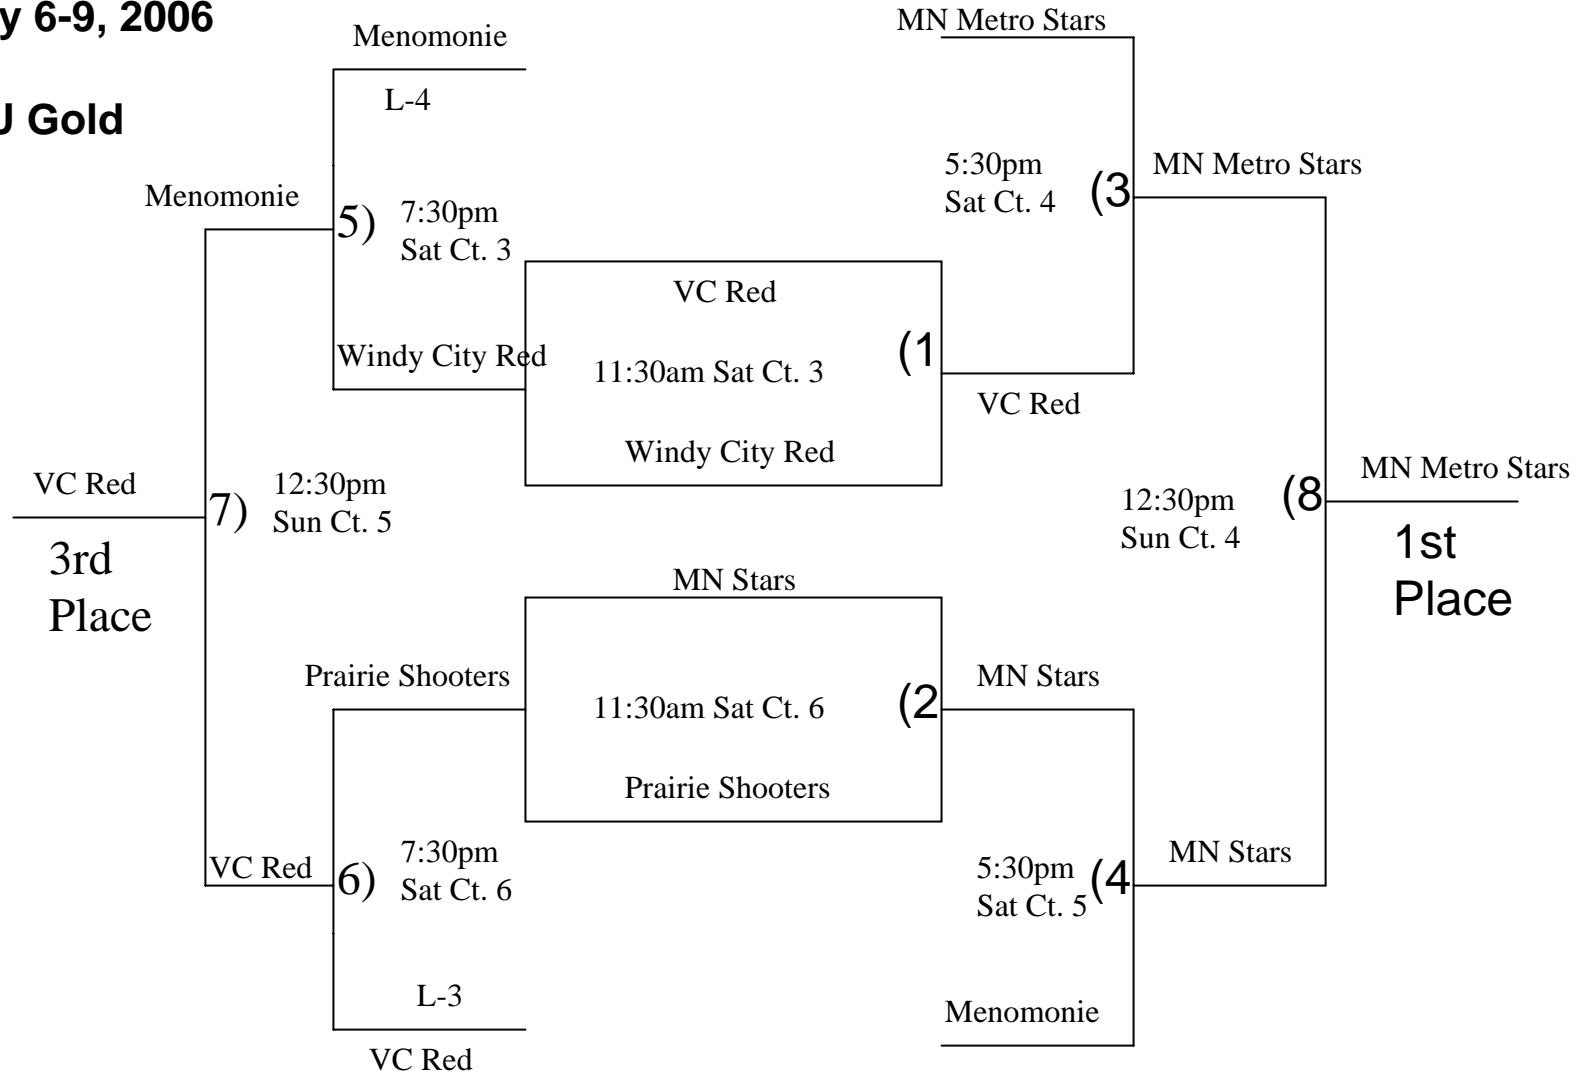 y 6-9, 2006
J Gold
MN Metro Stars
Menomonie
L-4
5:30pm
Sat Ct. 4
(3
MN Metro Stars
Menomonie
5)
7:30pm
Sat Ct. 3
VC Red
Windy City Red
11:30am Sat Ct. 3
(1
VC Red
Windy City Red
VC Red
7)
12:30pm
Sun Ct. 5
3rd
Place
12:30pm
Sun Ct. 4
(8
MN Metro Stars
1st
Place
MN Stars
Prairie Shooters
11:30am Sat Ct. 6
(2
MN Stars
Prairie Shooters
VC Red
6)
7:30pm
Sat Ct. 6
5:30pm
Sat Ct. 5
(4
MN Stars
L-3
VC Red
Menomonie